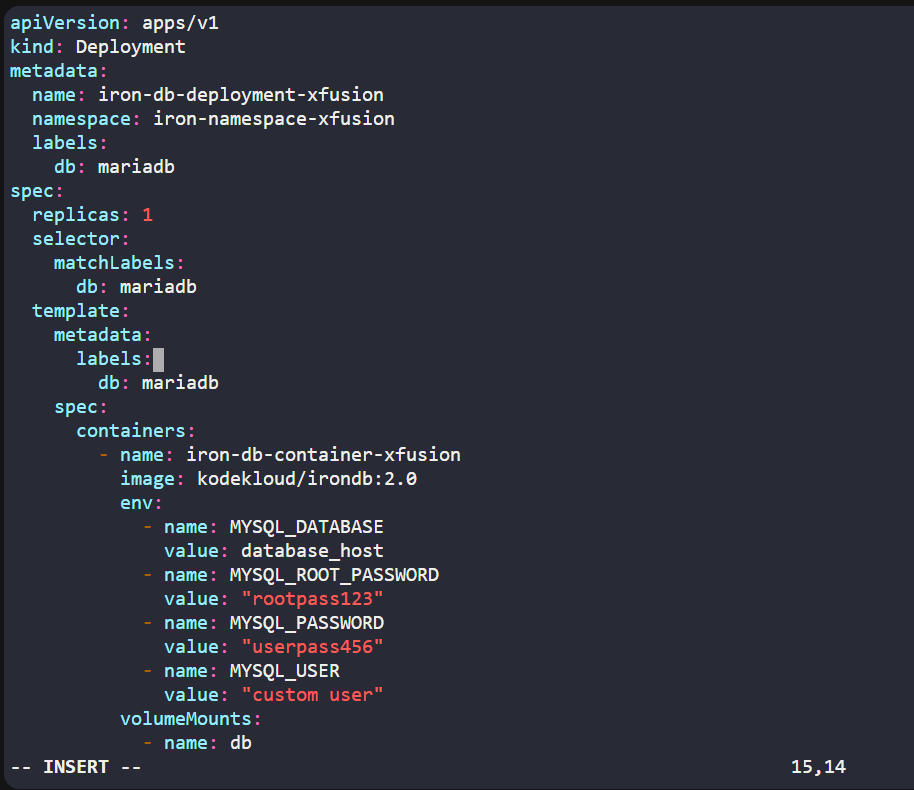 apiVersion: apps/v1
kind: Deployment
metadata:
  name: iron-db-deployment-xfusion
  namespace: iron-namespace-xfusion
  labels:
    db: mariadb
spec:
  replicas: 1
  selector:
    matchLabels:
      db: mariadb
  template:
    metadata:
      labels:
        db: mariadb
    spec:
      containers:
        - name: iron-db-container-xfusion
          image: kodekloud/irondb:2.0
          env:
            - name: MYSQL_DATABASE
              value: database_host
            - name: MYSQL_ROOT_PASSWORD
              value: "rootpass123"
            - name: MYSQL_PASSWORD
              value: "userpass456"
            - name: MYSQL_USER
              value: "custom user"
          volumeMounts:
            - name: db
-- INSERT -- 15,14